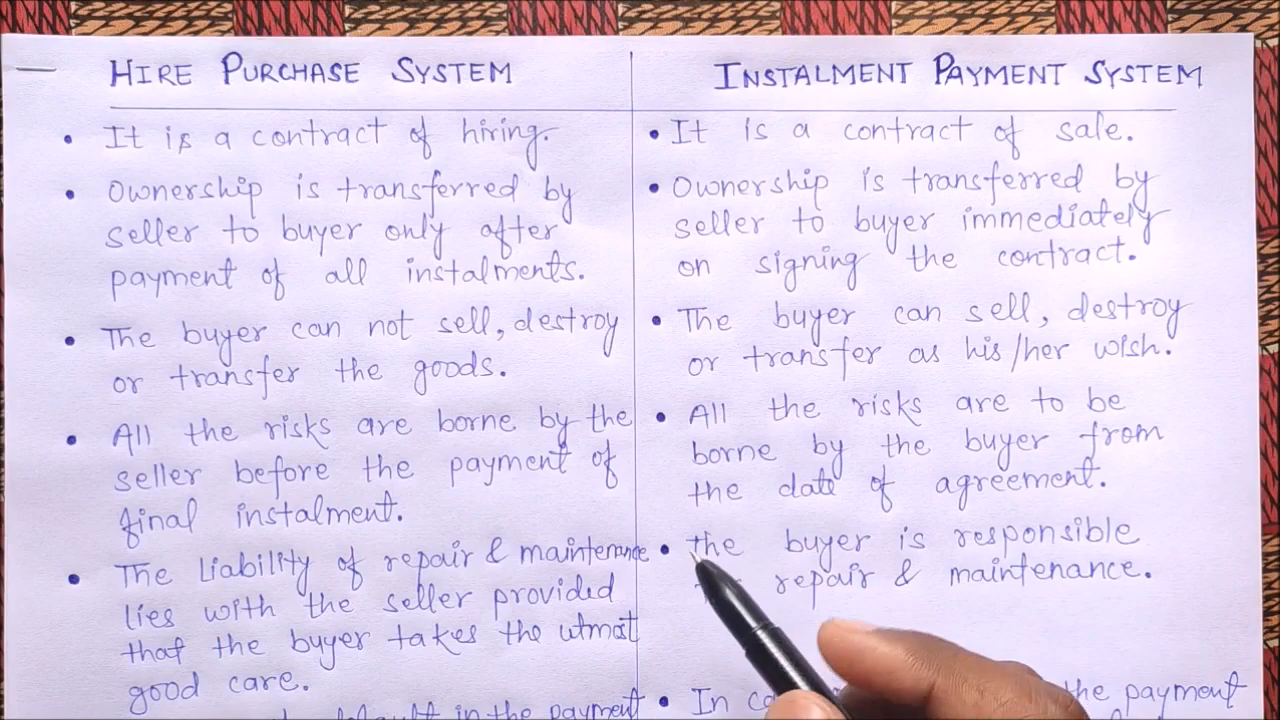 HIRE PURCHASE SYSTEM
• It is a contract of hiring.
• Ownership is transferred by
seller to buyer only after
payment of all instalments.
• The buyer can not sell, destroy
or transfer the goods.
• All the risks are borne by the
seller before the payment of
final instalment.
• The liability of repair & maintenance
lies with the seller provided
that the buyer takes the utmost
good care.
default in the payment
INSTALMENT PAYMENT SYSTEM
• It is a contract of sale.
• Ownership is transferred by
seller to buyer immediately
on signing the contract.
• The buyer can sell, destroy
or transfer as his/her wish.
• All the risks are to be
borne by the buyer from
the date of agreement.
• the buyer is responsible
repair & maintenance.
• In the payment